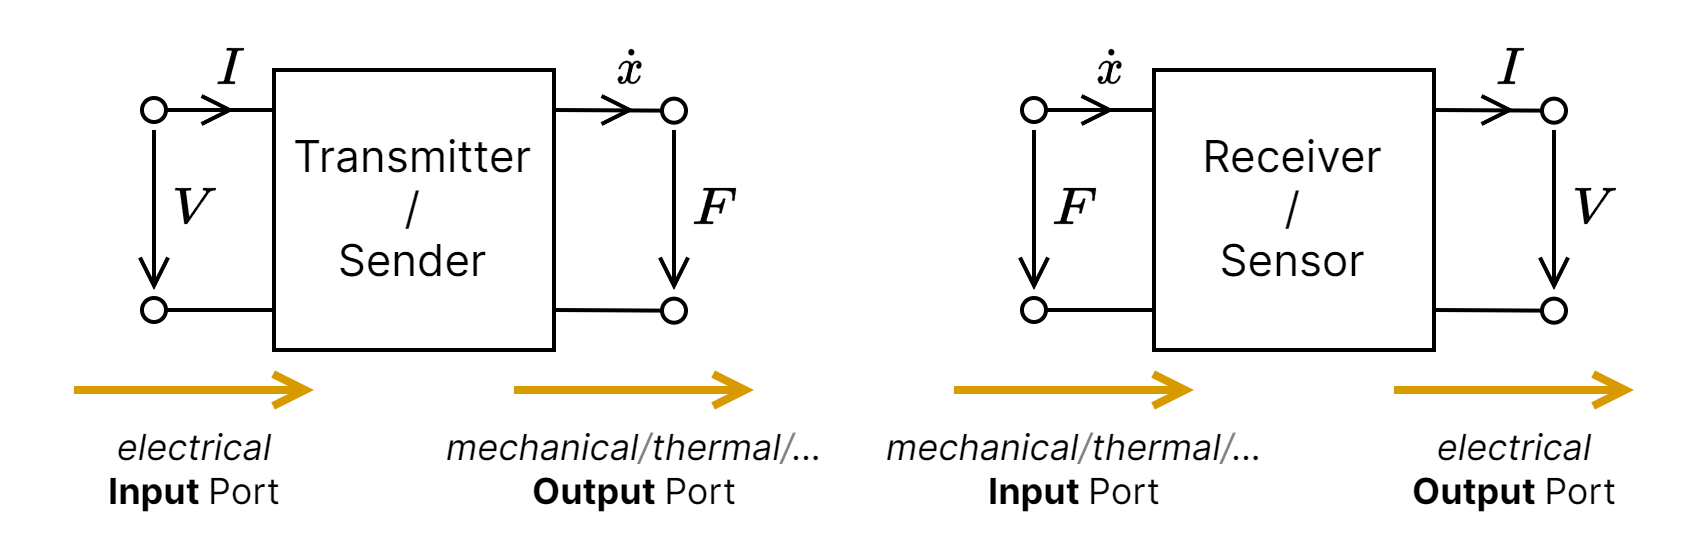 I
ẋ
Transmitter
/
Sender
V
F
electrical
Input Port
mechanical/thermal/...
Output Port
ẋ
I
Receiver
/
Sensor
F
V
mechanical/thermal/...
Input Port
electrical
Output Port